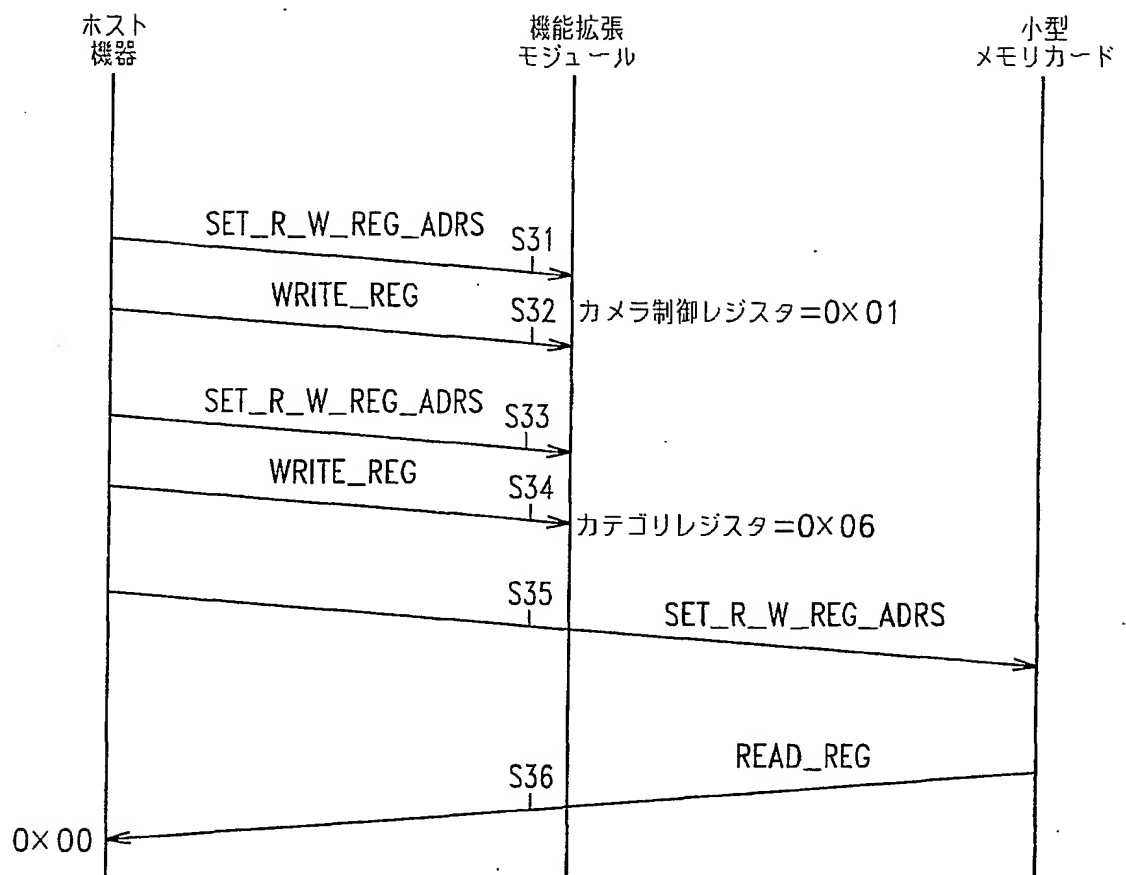 ホスト
機器
機能拡張
モジュール
小型
メモリカード
SET_R_W_REG_ADRS
S31
WRITE_REG
S32
カメラ制御レジスタ=0×01
SET_R_W_REG_ADRS
S33
WRITE_REG
S34
カテゴリレジスタ=0×06
S35
SET_R_W_REG_ADRS
READ_REG
S36
0×00